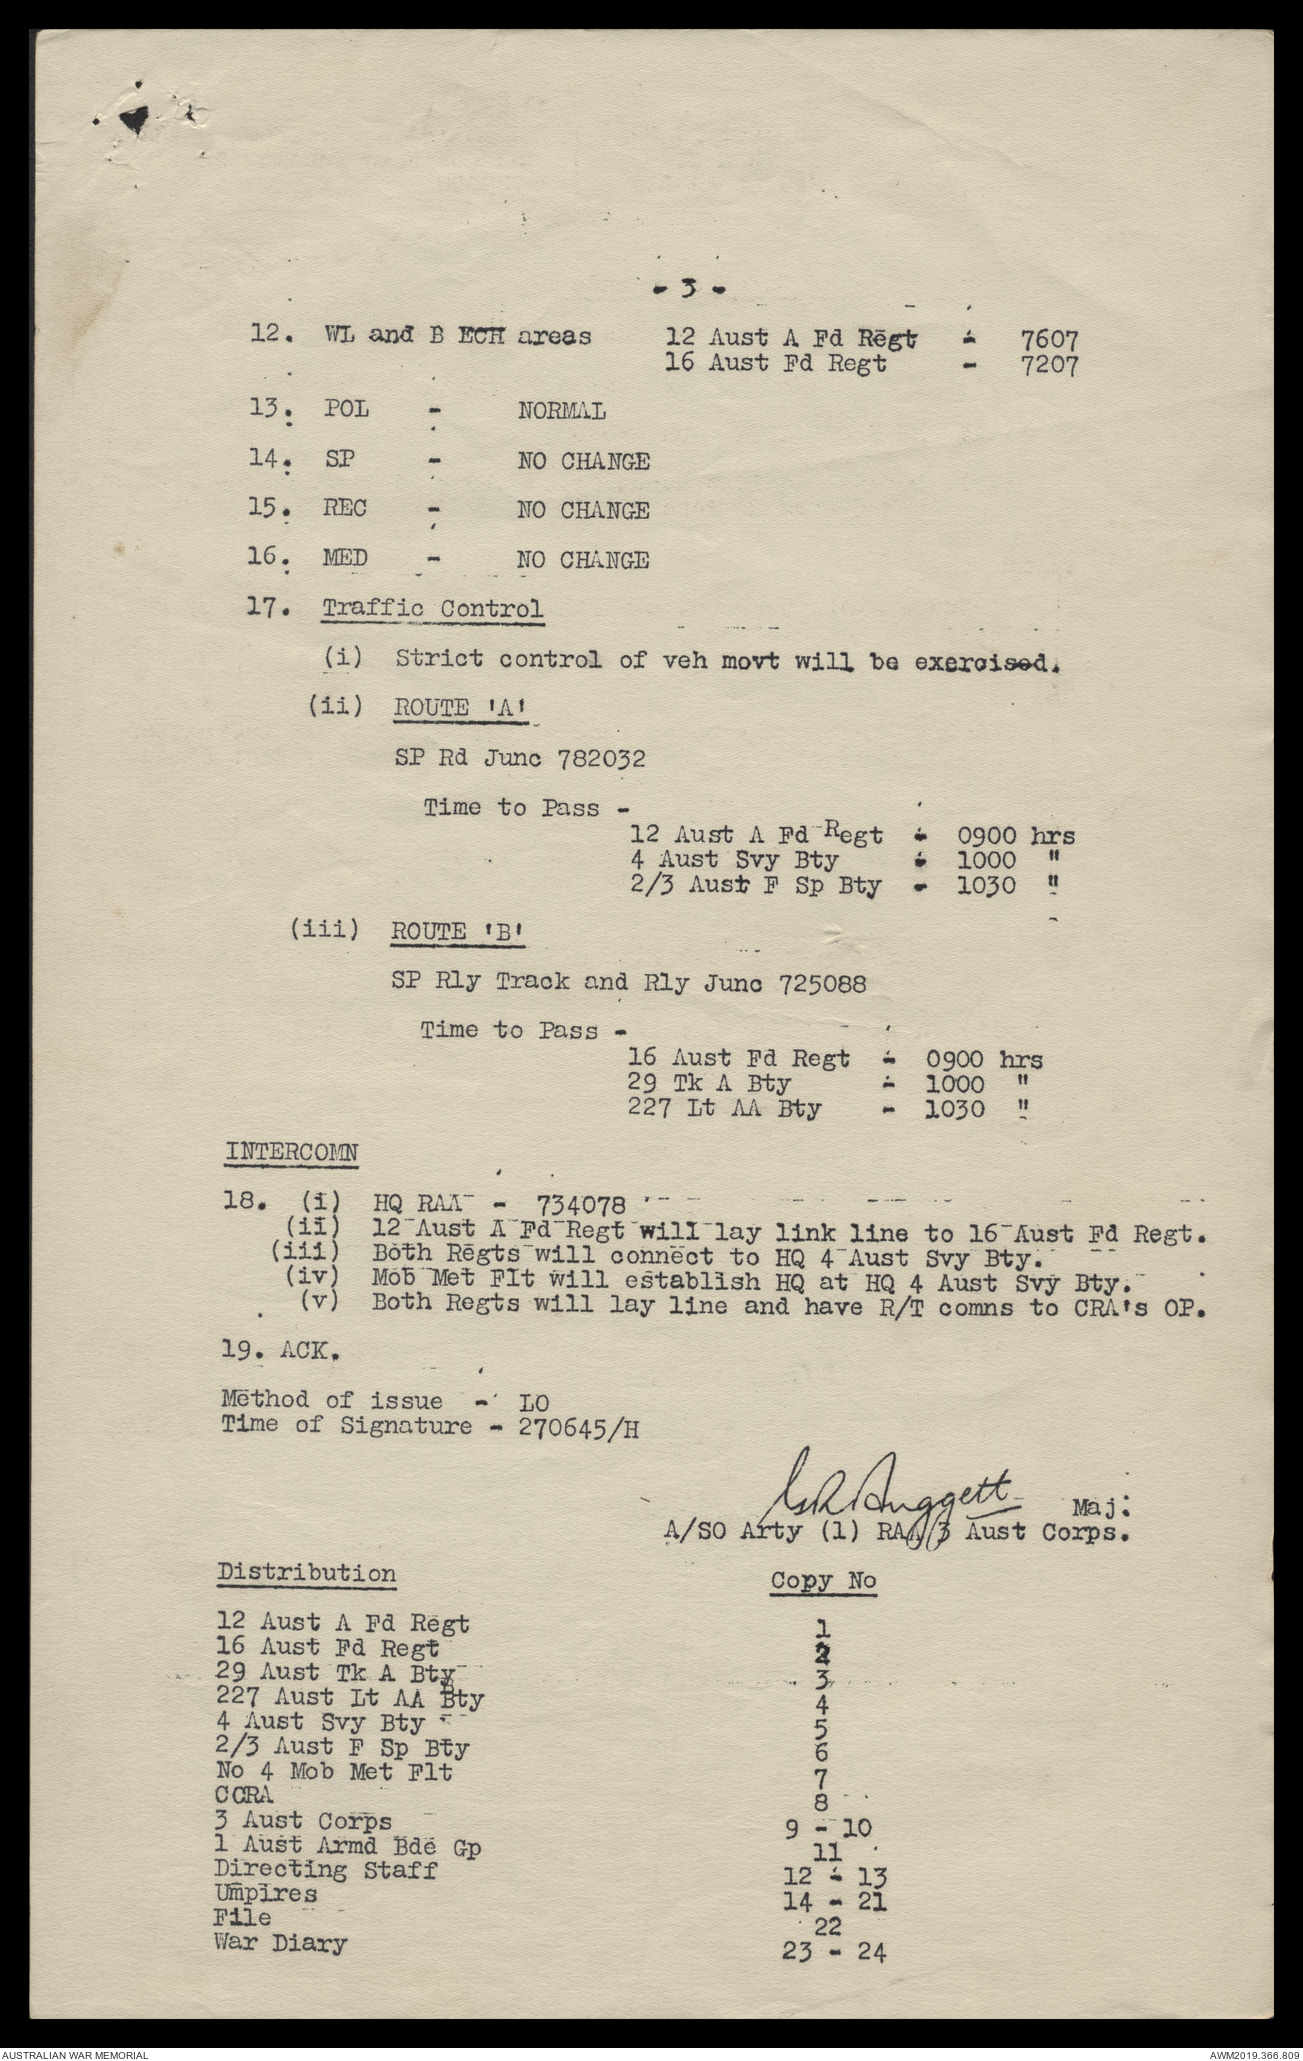 - 3 -
12. WL and B ECH areas 12 Aust A Fd Regt - 7607
16 Aust Fd Regt - 7207
13. POL - NORMAL
14. SP - NO CHANGE
15. REC - NO CHANGE
16. MED - NO CHANGE
17. Traffic Control
(i) Strict control of veh movt will be exercised.
(ii) ROUTE 'A'
SP Rd Junc 782032
Time to Pass -
12 Aust A Fd Regt - 0900 hrs
4 Aust Svy Bty - 1000 "
2/3 Aust F Sp Bty - 1030 "
(iii) ROUTE 'B'
SP Rly Track and Rly Junc 725088
Time to Pass -
16 Aust Fd Regt - 0900 hrs
29 Tk A Bty - 1000 "
227 Lt AA Bty - 1030 "
INTERCOMN
18. (i) HQ RAA - 734078
(ii) 12 Aust A Fd Regt will lay link line to 16 Aust Fd Regt.
(iii) Both Regts will connect to HQ 4 Aust Svy Bty.
(iv) Mob Met Flt will establish HQ at HQ 4 Aust Svy Bty.
(v) Both Regts will lay line and have R/T comns to CRA's OP.
19. ACK.
Method of issue - LO
Time of Signature - 270645/H
Maj:
A/SO Arty (1) RAA 3 Aust Corps.
Distribution Copy No
12 Aust A Fd Regt 1
16 Aust Fd Regt 2
29 Aust Tk A Bty 3
227 Aust Lt AA Bty 4
4 Aust Svy Bty 5
2/3 Aust F Sp Bty 6
No 4 Mob Met Flt 7
CCRA 8
3 Aust Corps 9 - 10
1 Aust Armd Bde Gp 11
Directing Staff 12 - 13
Umpires 14 - 21
File 22
War Diary 23 - 24
AUSTRALIAN WAR MEMORIAL AWM2019.366.809